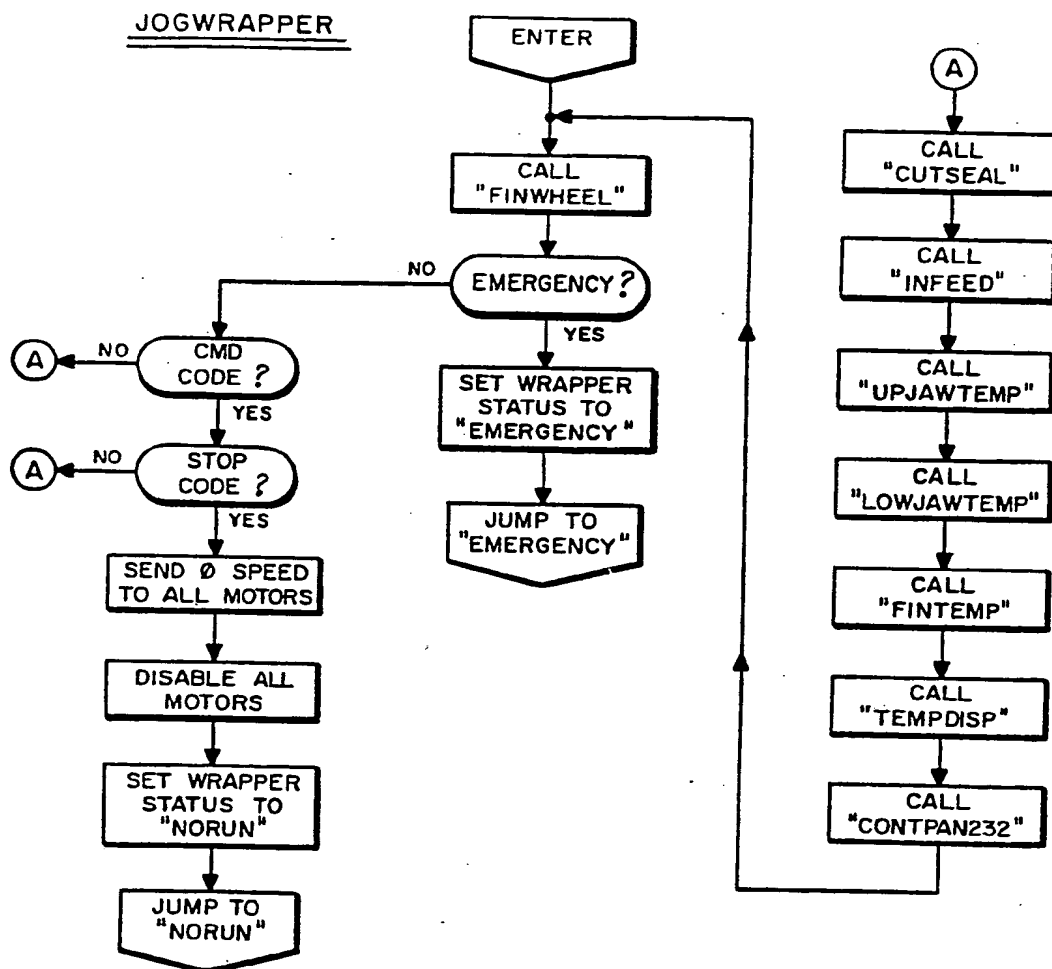 JOGWRAPPER
ENTER
CALL
"FINWHEEL"
EMERGENCY?
NO
YES
SET WRAPPER
STATUS TO
"EMERGENCY"
JUMP TO
"EMERGENCY"
CMD
CODE ?
NO
A
YES
STOP
CODE ?
NO
A
YES
SEND Ø SPEED
TO ALL MOTORS
DISABLE ALL
MOTORS
SET WRAPPER
STATUS TO
"NORUN"
JUMP TO
"NORUN"
A
CALL
"CUTSEAL"
CALL
"INFEED"
CALL
"UPJAWTEMP"
CALL
"LOWJAWTEMP"
CALL
"FINTEMP"
CALL
"TEMPDISP"
CALL
"CONTPAN232"